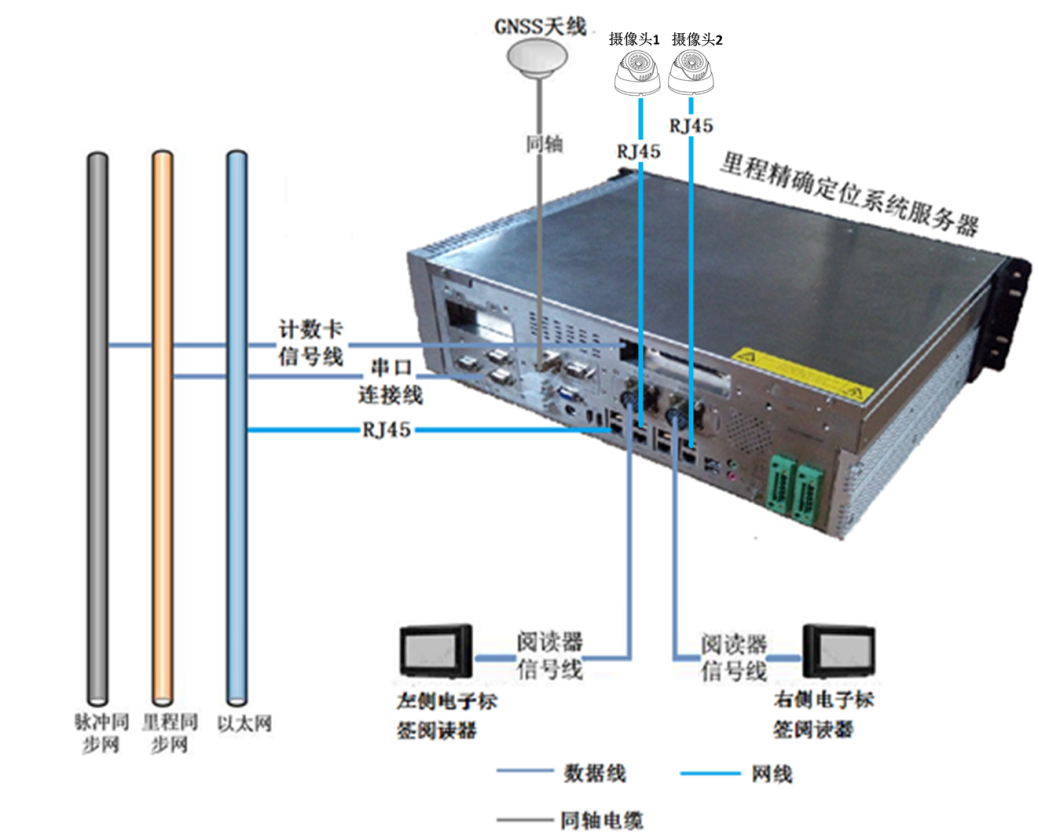 GNSS天线
摄像头1
摄像头2
同轴
RJ45
RJ45
里程精确定位系统服务器
计数卡
信号线
串口
连接线
RJ45
阅读器
信号线
阅读器
信号线
左侧电子标
签阅读器
右侧电子标
签阅读器
脉冲同
步网
里程同
步网
以太网
数据线
网线
同轴电缆